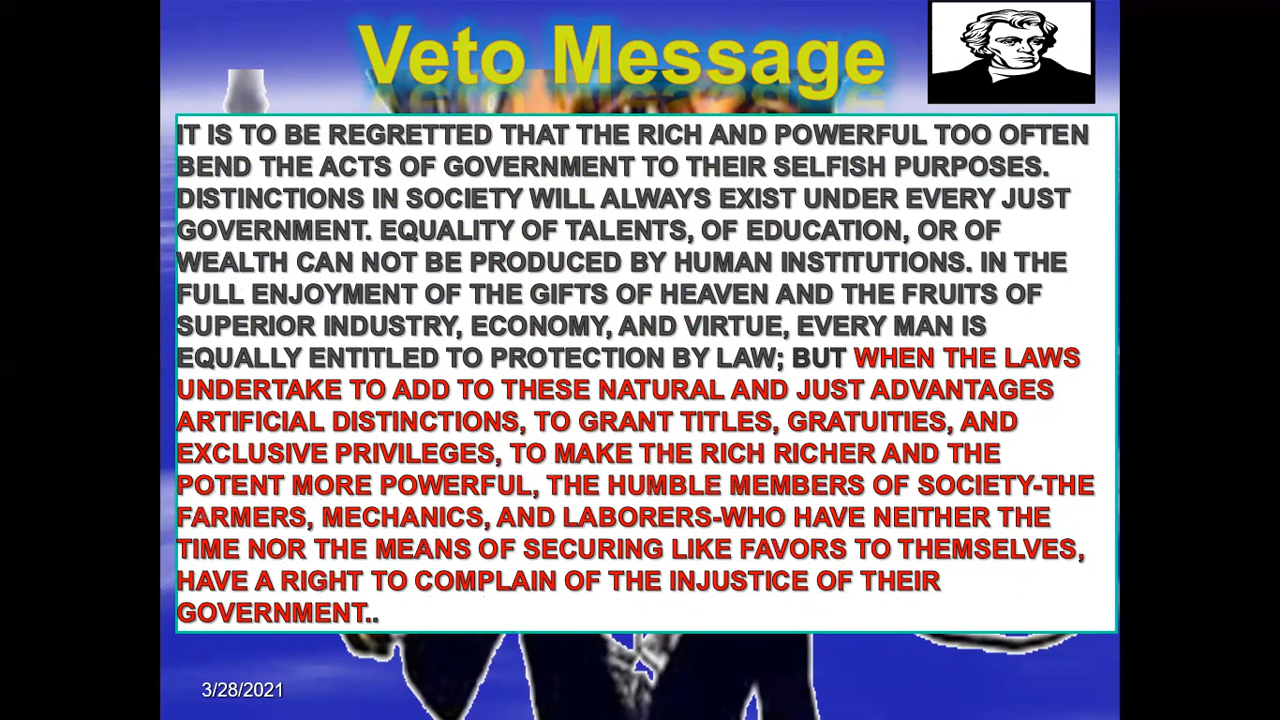 Veto Message
IT IS TO BE REGRETTED THAT THE RICH AND POWERFUL TOO OFTEN
BEND THE ACTS OF GOVERNMENT TO THEIR SELFISH PURPOSES.
DISTINCTIONS IN SOCIETY WILL ALWAYS EXIST UNDER EVERY JUST
GOVERNMENT. EQUALITY OF TALENTS, OF EDUCATION, OR OF
WEALTH CAN NOT BE PRODUCED BY HUMAN INSTITUTIONS. IN THE
FULL ENJOYMENT OF THE GIFTS OF HEAVEN AND THE FRUITS OF
SUPERIOR INDUSTRY, ECONOMY, AND VIRTUE, EVERY MAN IS
EQUALLY ENTITLED TO PROTECTION BY LAW; BUT WHEN THE LAWS
UNDERTAKE TO ADD TO THESE NATURAL AND JUST ADVANTAGES
ARTIFICIAL DISTINCTIONS, TO GRANT TITLES, GRATUITIES, AND
EXCLUSIVE PRIVILEGES, TO MAKE THE RICH RICHER AND THE
POTENT MORE POWERFUL, THE HUMBLE MEMBERS OF SOCIETY-THE
FARMERS, MECHANICS, AND LABORERS-WHO HAVE NEITHER THE
TIME NOR THE MEANS OF SECURING LIKE FAVORS TO THEMSELVES,
HAVE A RIGHT TO COMPLAIN OF THE INJUSTICE OF THEIR
GOVERNMENT..
3/28/2021